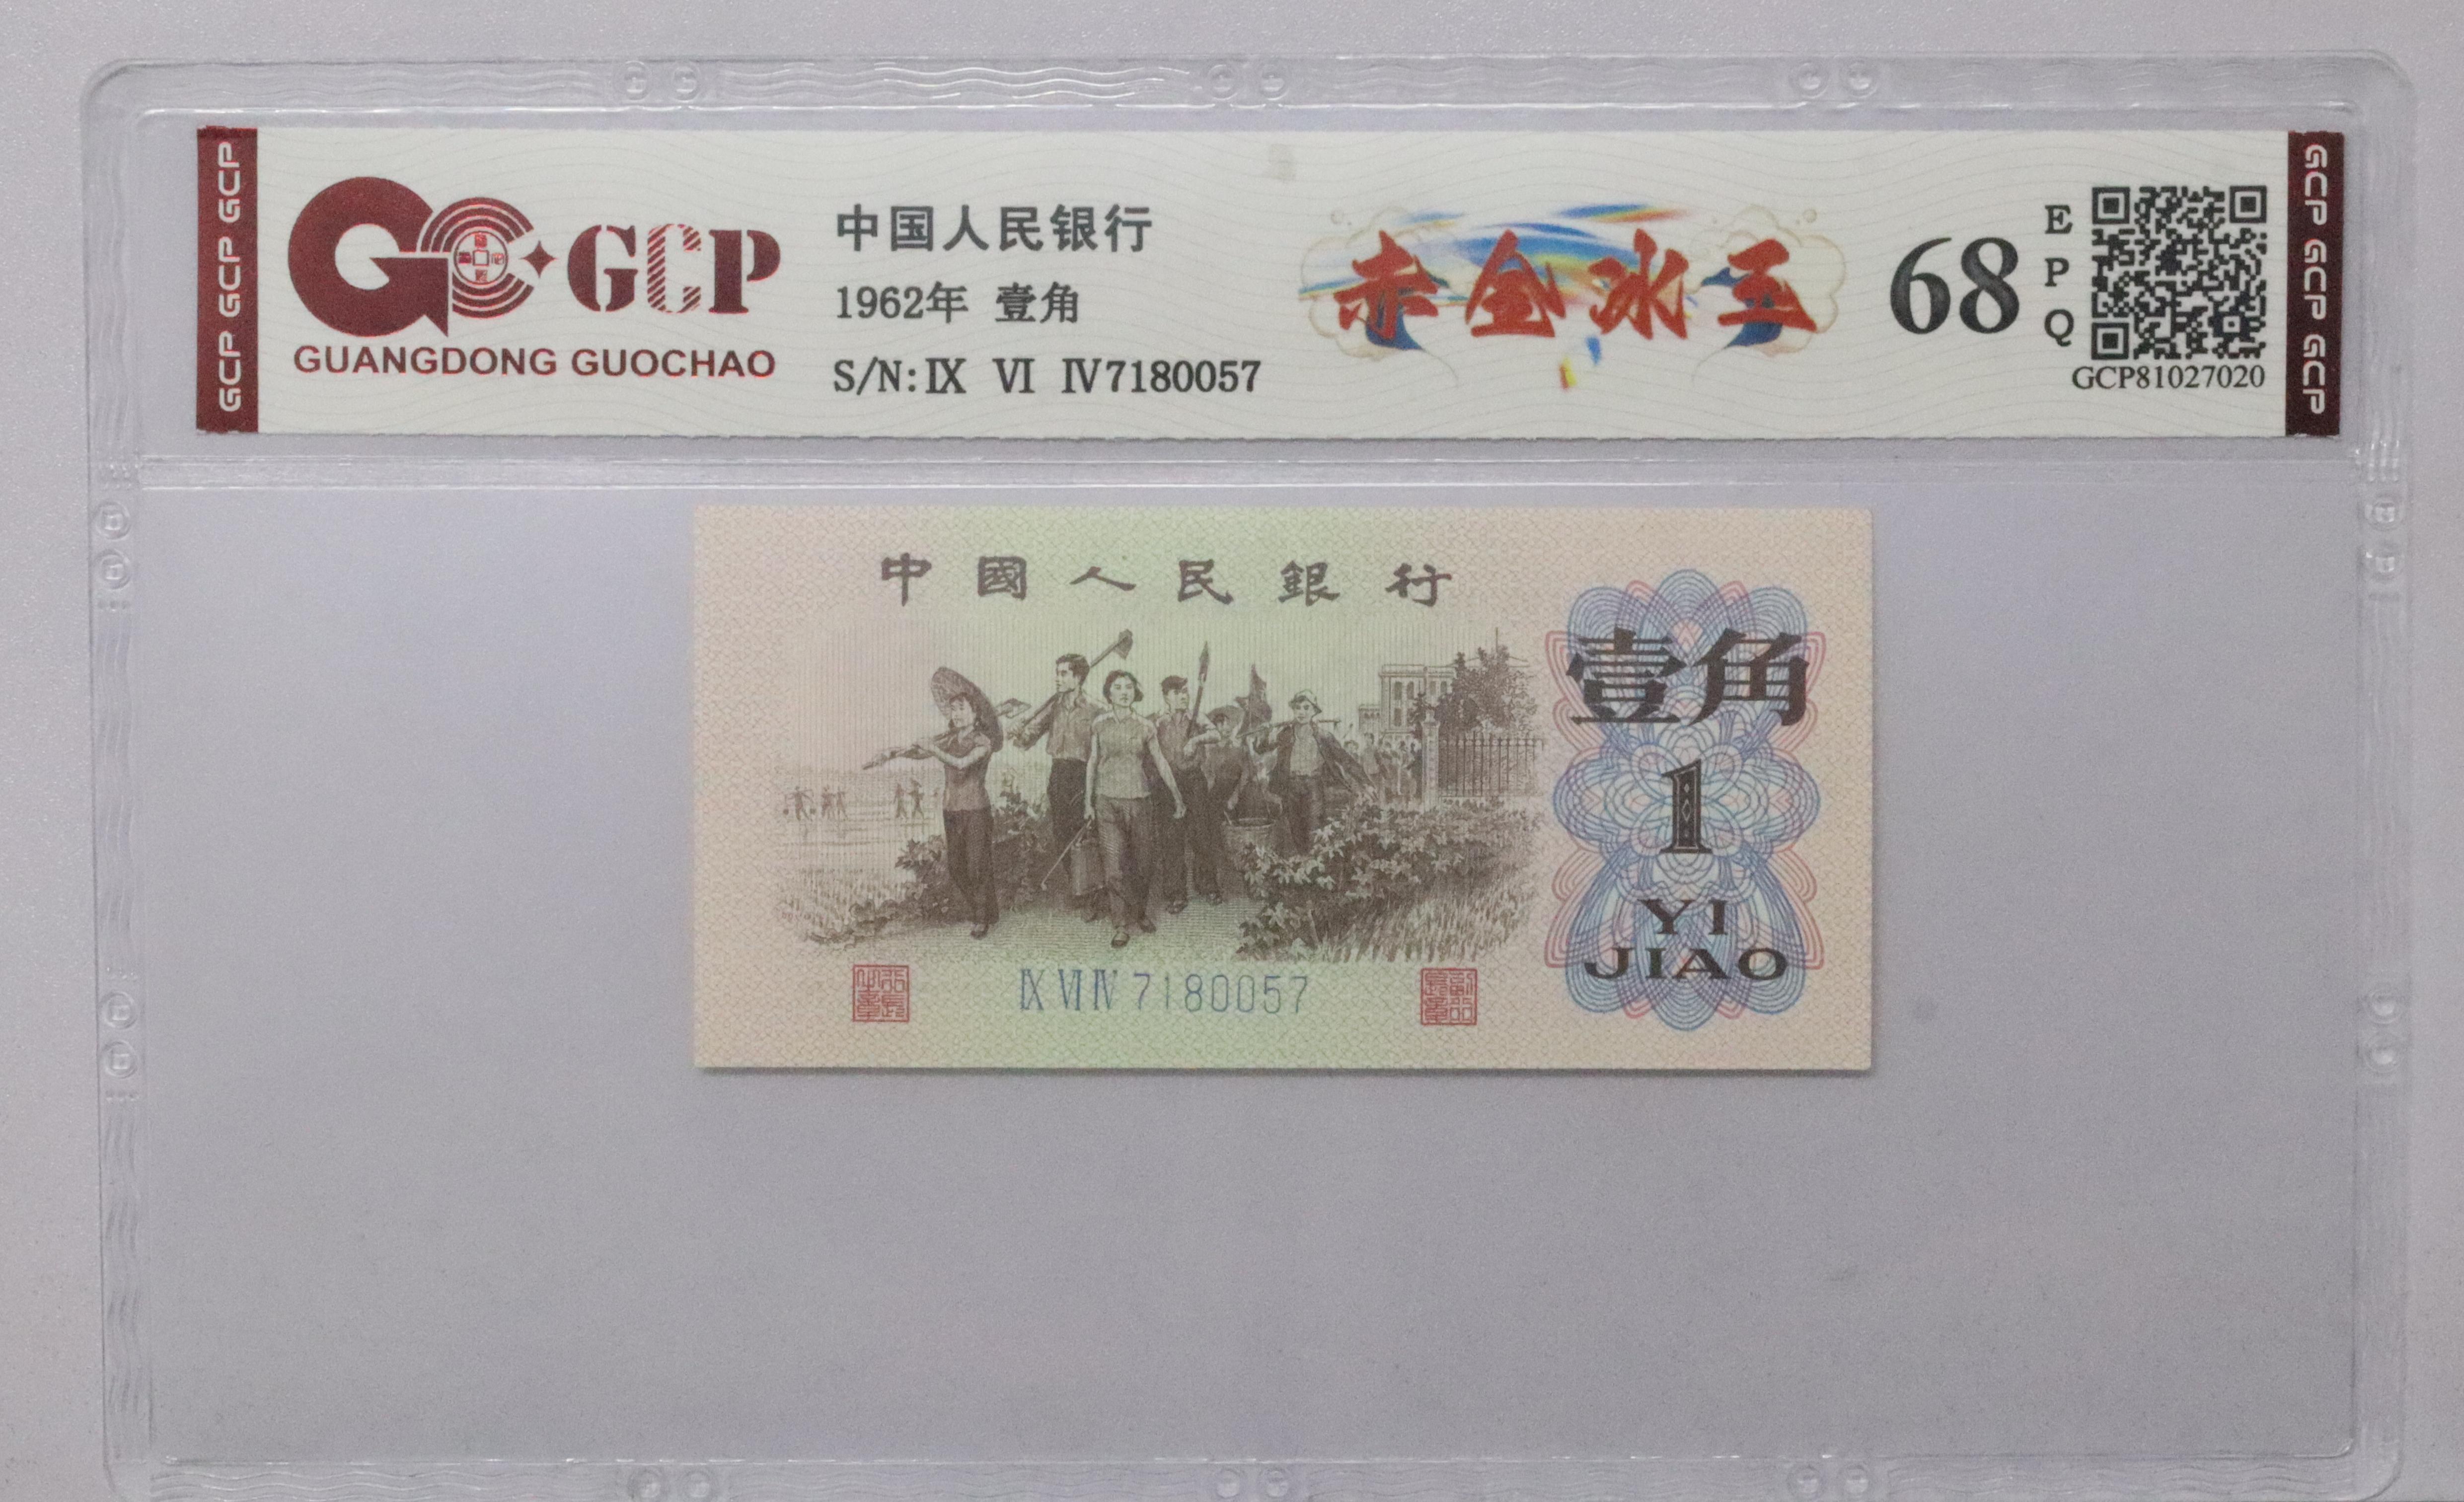 GCP GCP GCP
GCP
GUANGDONG GUOCHAO
中国人民银行
1962年 壹角
S/N:Ⅸ Ⅵ Ⅳ7180057
赤金冰玉
68
EPQ
GCP81027020
GCP GCP GCP
中國人民銀行
壹角
1
YI
JIAO
Ⅸ Ⅵ Ⅳ 7180057